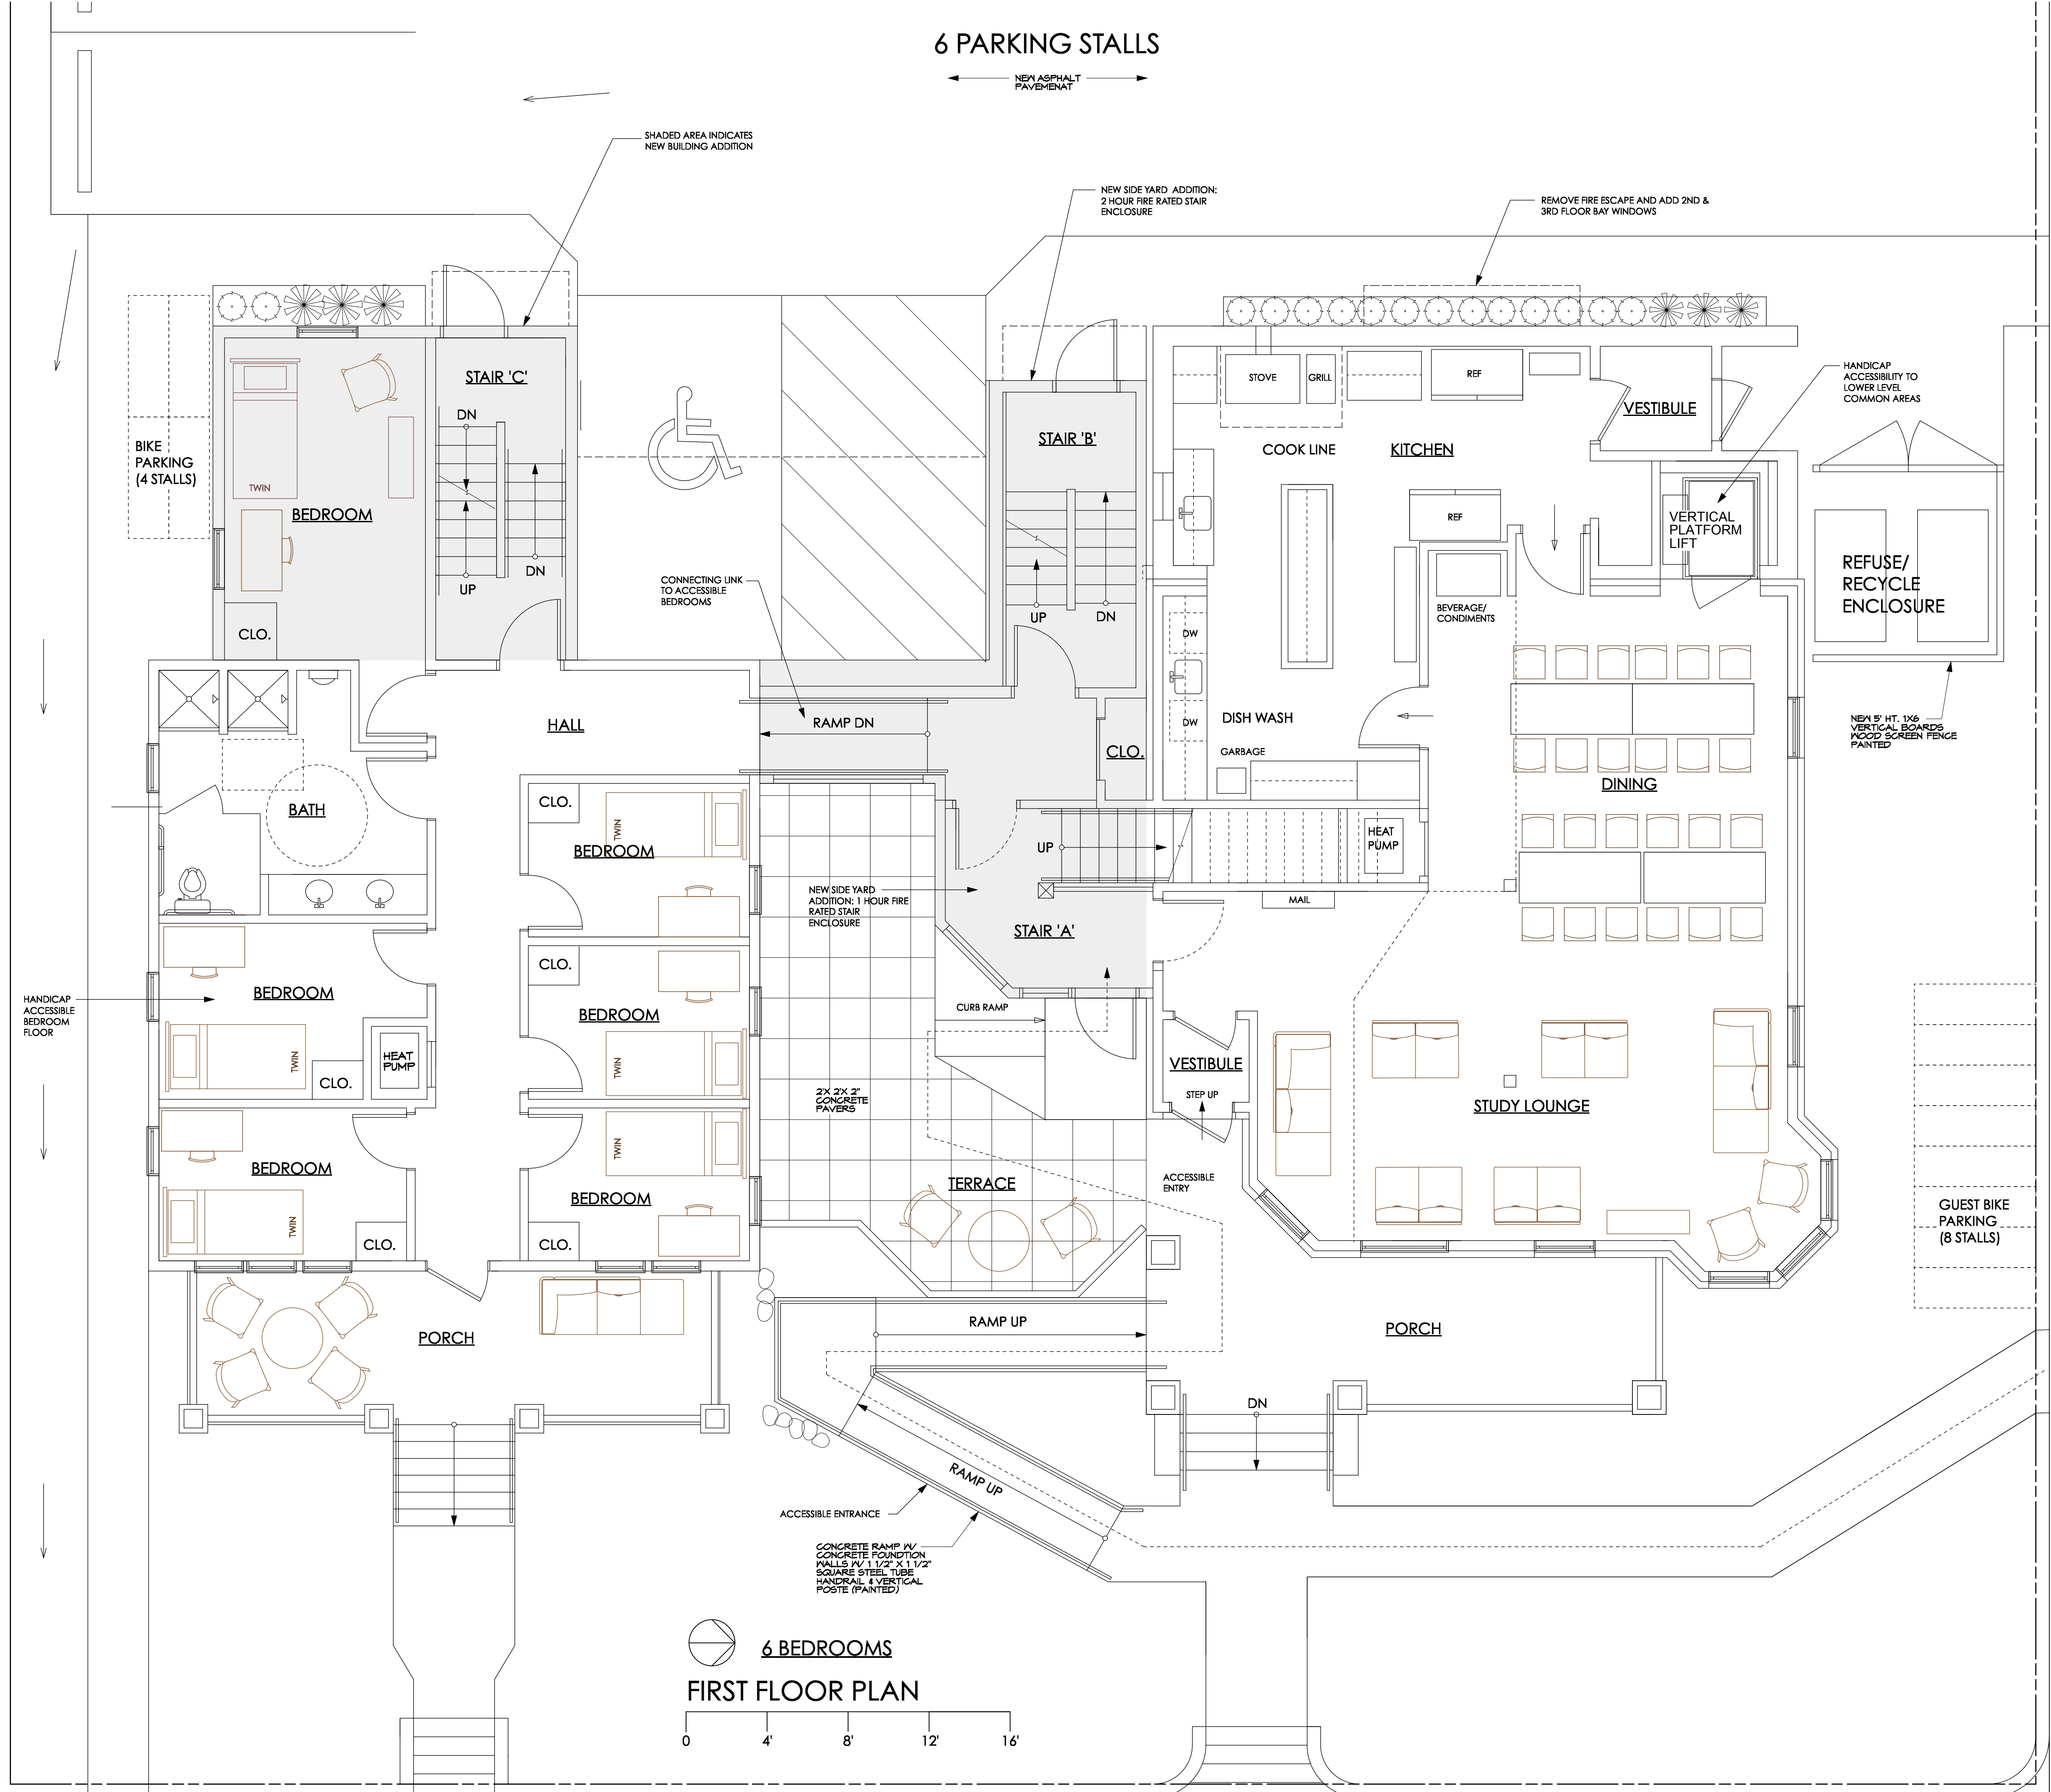 6 PARKING STALLS
NEW ASPHALT
PAVEMENAT
SHADED AREA INDICATES
NEW BUILDING ADDITION
NEW SIDE YARD ADDITION:
2 HOUR FIRE RATED STAIR
ENCLOSURE
REMOVE FIRE ESCAPE AND ADD 2ND &
3RD FLOOR BAY WINDOWS
HANDICAP
ACCESSIBILITY TO
LOWER LEVEL
COMMON AREAS
STAIR 'C'
DN
UP
DN
BIKE
PARKING
(4 STALLS)
TWIN
BEDROOM
CLO.
STAIR 'B'
UP
DN
STOVE
GRILL
REF
VESTIBULE
COOK LINE
KITCHEN
REF
VERTICAL
PLATFORM
LIFT
REFUSE/
RECYCLE
ENCLOSURE
CONNECTING LINK
TO ACCESSIBLE
BEDROOMS
BEVERAGE/
CONDIMENTS
DW
DW
DISH WASH
GARBAGE
HALL
RAMP DN
CLO.
NEW 5' HT. 1X6
VERTICAL BOARDS
WOOD SCREEN FENCE
PAINTED
DINING
BATH
CLO.
TWIN
BEDROOM
UP
HEAT
PUMP
NEW SIDE YARD
ADDITION: 1 HOUR FIRE
RATED STAIR
ENCLOSURE
MAIL
STAIR 'A'
HANDICAP
ACCESSIBLE
BEDROOM
FLOOR
BEDROOM
TWIN
CLO.
HEAT
PUMP
CLO.
BEDROOM
TWIN
CURB RAMP
VESTIBULE
STEP UP
2'X 2'X 2"
CONCRETE
PAVERS
STUDY LOUNGE
BEDROOM
TWIN
CLO.
TWIN
BEDROOM
CLO.
TERRACE
ACCESSIBLE
ENTRY
GUEST BIKE
PARKING
(8 STALLS)
PORCH
RAMP UP
PORCH
DN
RAMP UP
ACCESSIBLE ENTRANCE
CONCRETE RAMP W/
CONCRETE FOUNDTION
WALLS W/ 1 1/2" X 1 1/2"
SQUARE STEEL TUBE
HANDRAIL & VERTICAL
POSTE (PAINTED)
6 BEDROOMS
FIRST FLOOR PLAN
0 4' 8' 12' 16'